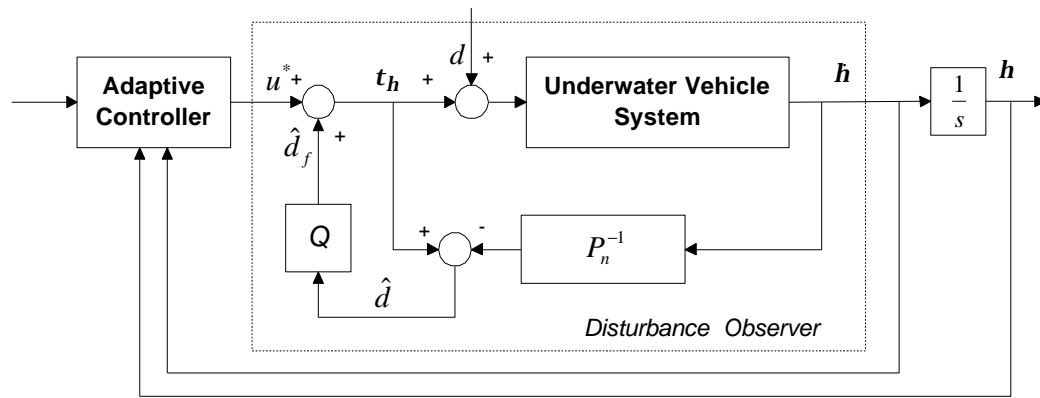 Adaptive
Controller
u* +
+
d̂_f
t_h +
d +
Underwater Vehicle
System
ḣ
1/s
h
Q
+
-
P_n^{-1}
d̂
Disturbance Observer